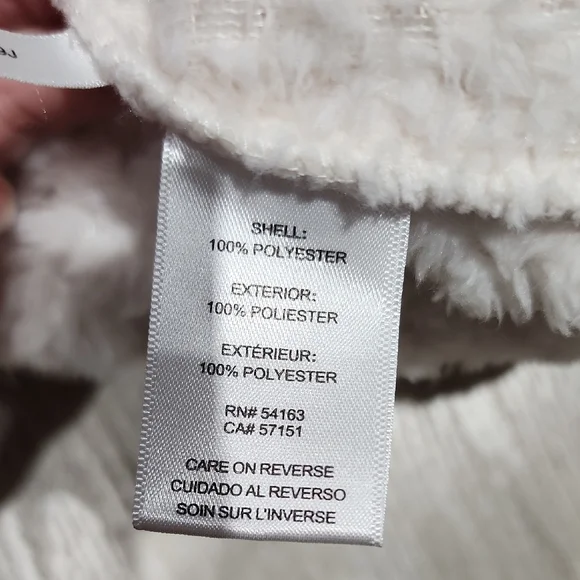 SHELL:
100% POLYESTER
EXTERIOR:
100% POLIESTER
EXTÉRIEUR:
100% POLYESTER
RN# 54163
CA# 57151
CARE ON REVERSE
CUIDADO AL REVERSO
SOIN SUR L'INVERSE